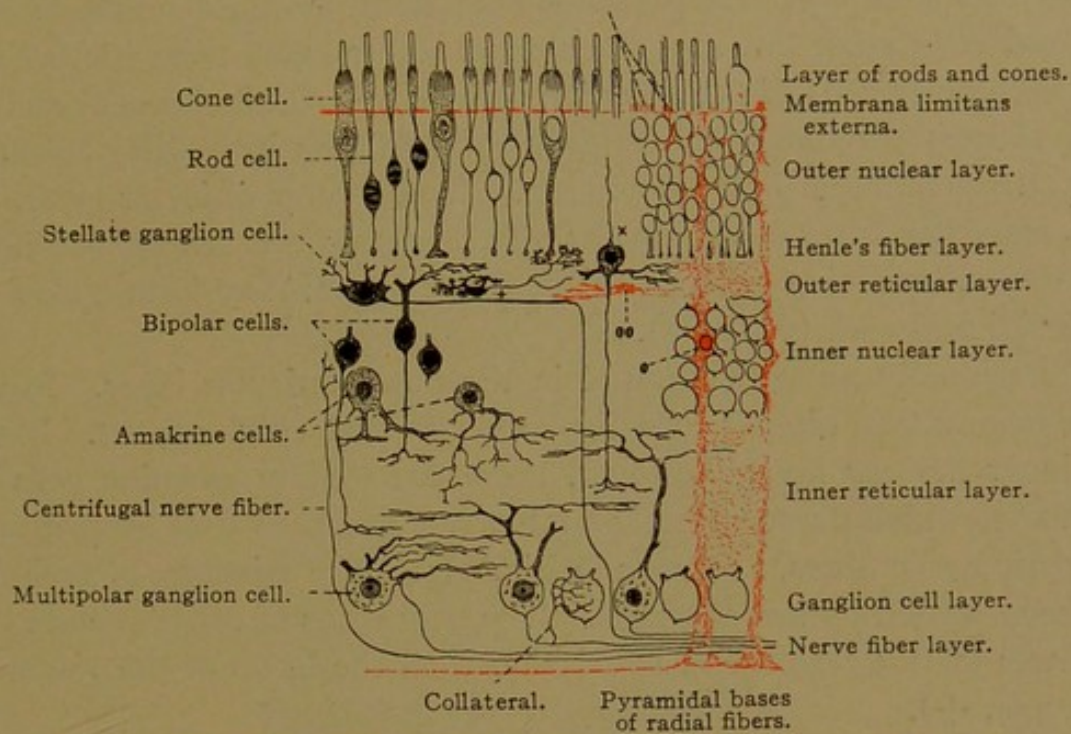 Cone cell.
Rod cell.
Stellate ganglion cell.
Bipolar cells.
Amakrine cells.
Centrifugal nerve fiber.
Multipolar ganglion cell.
Layer of rods and cones.
Membrana limitans
externa.
Outer nuclear layer.
Henle's fiber layer.
Outer reticular layer.
Inner nuclear layer.
Inner reticular layer.
Ganglion cell layer.
Nerve fiber layer.
x
+
Collateral.
Pyramidal bases
of radial fibers.